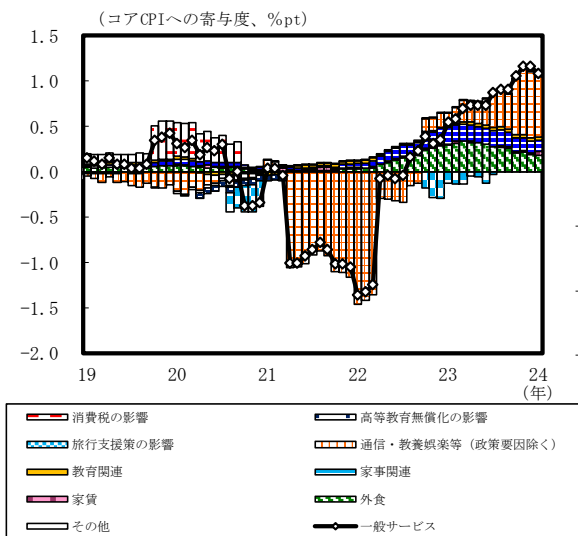 （コアCPIへの寄与度、%pt）
1.5
1.0
0.5
0.0
-0.5
-1.0
-1.5
-2.0
19 20 21 22 23 24
（年）
消費税の影響 高等教育無償化の影響
旅行支援策の影響 通信・教養娯楽等（政策要因除く）
教育関連 家事関連
家賃 外食
その他 一般サービス